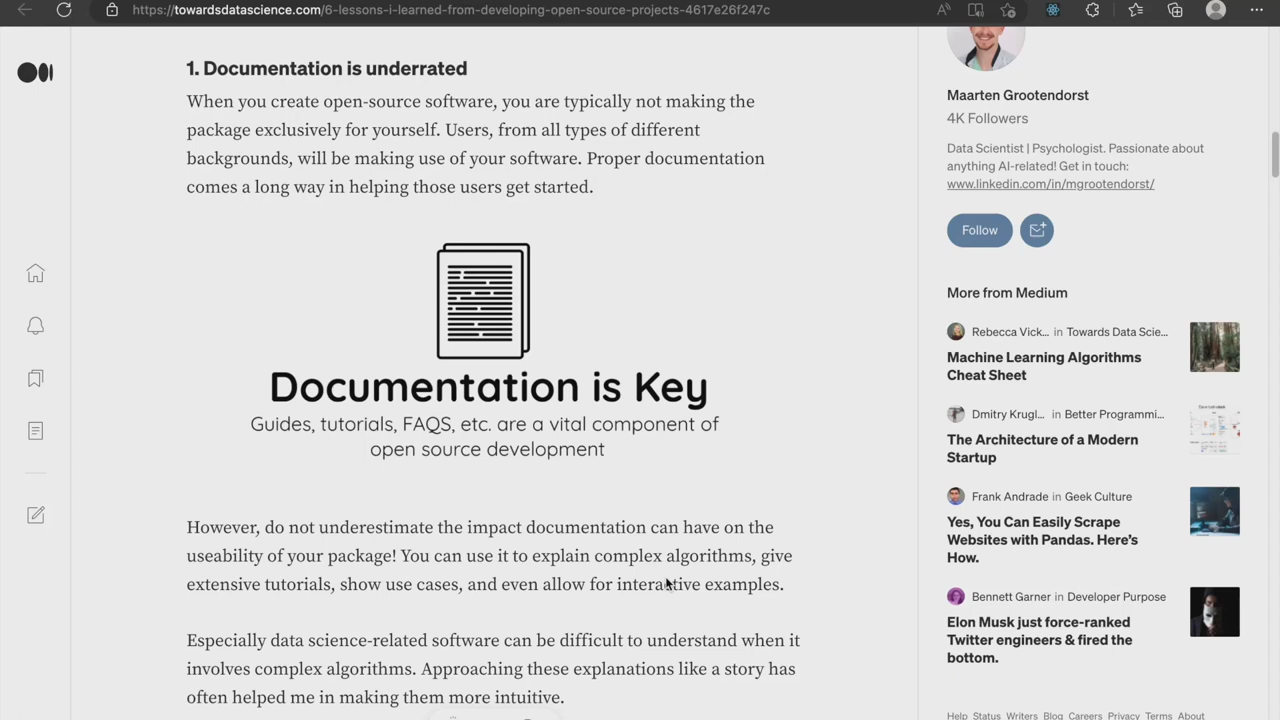 https://towardsdatascience.com/6-lessons-i-learned-from-developing-open-source-projects-4617e26f247c
1. Documentation is underrated
When you create open-source software, you are typically not making the
package exclusively for yourself. Users, from all types of different
backgrounds, will be making use of your software. Proper documentation
comes a long way in helping those users get started.
Documentation is Key
Guides, tutorials, FAQS, etc. are a vital component of
open source development
However, do not underestimate the impact documentation can have on the
useability of your package! You can use it to explain complex algorithms, give
extensive tutorials, show use cases, and even allow for interactive examples.
Especially data science-related software can be difficult to understand when it
involves complex algorithms. Approaching these explanations like a story has
often helped me in making them more intuitive.
Maarten Grootendorst
4K Followers
Data Scientist | Psychologist. Passionate about
anything AI-related! Get in touch:
www.linkedin.com/in/mgrootendorst/
Follow
More from Medium
Rebecca Vick... in Towards Data Scie...
Machine Learning Algorithms
Cheat Sheet
Dmitry Krugl... in Better Programmi...
The Architecture of a Modern
Startup
Frank Andrade in Geek Culture
Yes, You Can Easily Scrape
Websites with Pandas. Here's
How.
Bennett Garner in Developer Purpose
Elon Musk just force-ranked
Twitter engineers & fired the
bottom.
Help Status Writers Blog Careers Privacy Terms About